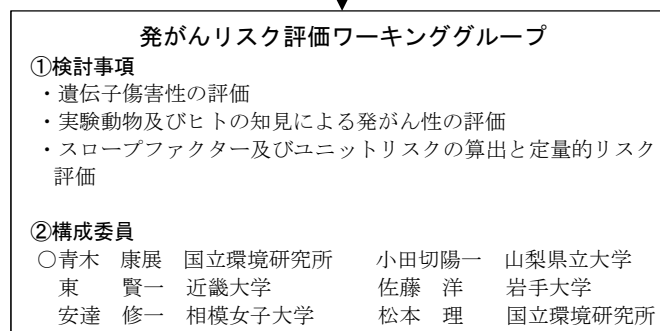 発がんリスク評価ワーキンググループ
①検討事項
・遺伝子傷害性の評価
・実験動物及びヒトの知見による発がん性の評価
・スロープファクター及びユニットリスクの算出と定量的リスク
評価
②構成委員
○青木　康展　国立環境研究所　　小田切陽一　山梨県立大学
東　　賢一　近畿大学　　　　　佐藤　洋　　岩手大学
安達　修一　相模女子大学　　　松本　理　　国立環境研究所